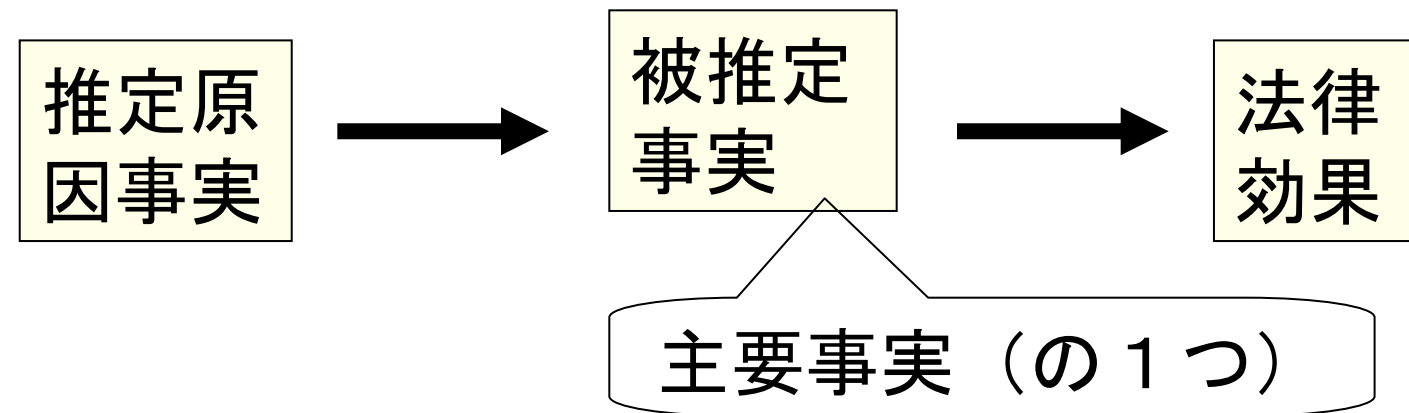 推定原
因事実
被推定
事実
法律
効果
主要事実（の１つ）